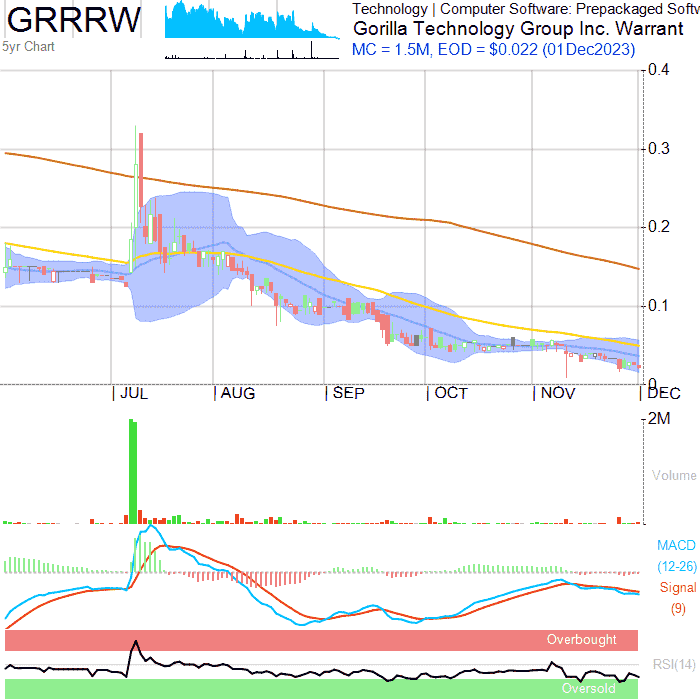 GRRRW
5yr Chart
Technology | Computer Software: Prepackaged Softw
Gorilla Technology Group Inc. Warrant
MC = 1.5M, EOD = $0.022 (01Dec2023)
0.4
0.3
0.2
0.1
0
JUL AUG SEP OCT NOV DEC
2M
Volume
MACD
(12-26)
Signal
(9)
Overbought
RSI(14)
Oversold